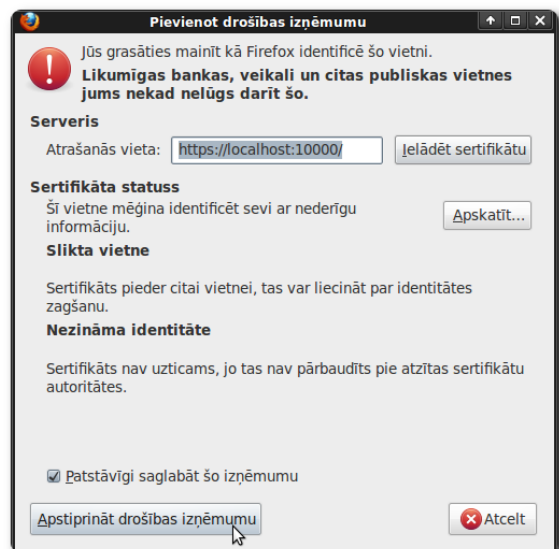 Pievienot drošības izņēmumu
Jūs grasāties mainīt kā Firefox identificē šo vietni.
Likumīgas bankas, veikali un citas publiskas vietnes
jums nekad nelūgs darīt šo.
Serveris
Atrašanās vieta: https://localhost:10000/ Ielādēt sertifikātu
Sertifikāta statuss
Šī vietne mēģina identificēt sevi ar nederīgu
informāciju.
Apskatīt...
Slikta vietne
Sertifikāts pieder citai vietnei, tas var liecināt par identitātes
zagšanu.
Nezināma identitāte
Sertifikāts nav uzticams, jo tas nav pārbaudīts pie atzītas sertifikātu
autoritātes.
Patstāvīgi saglabāt šo izņēmumu
Apstiprināt drošības izņēmumu Atcelt